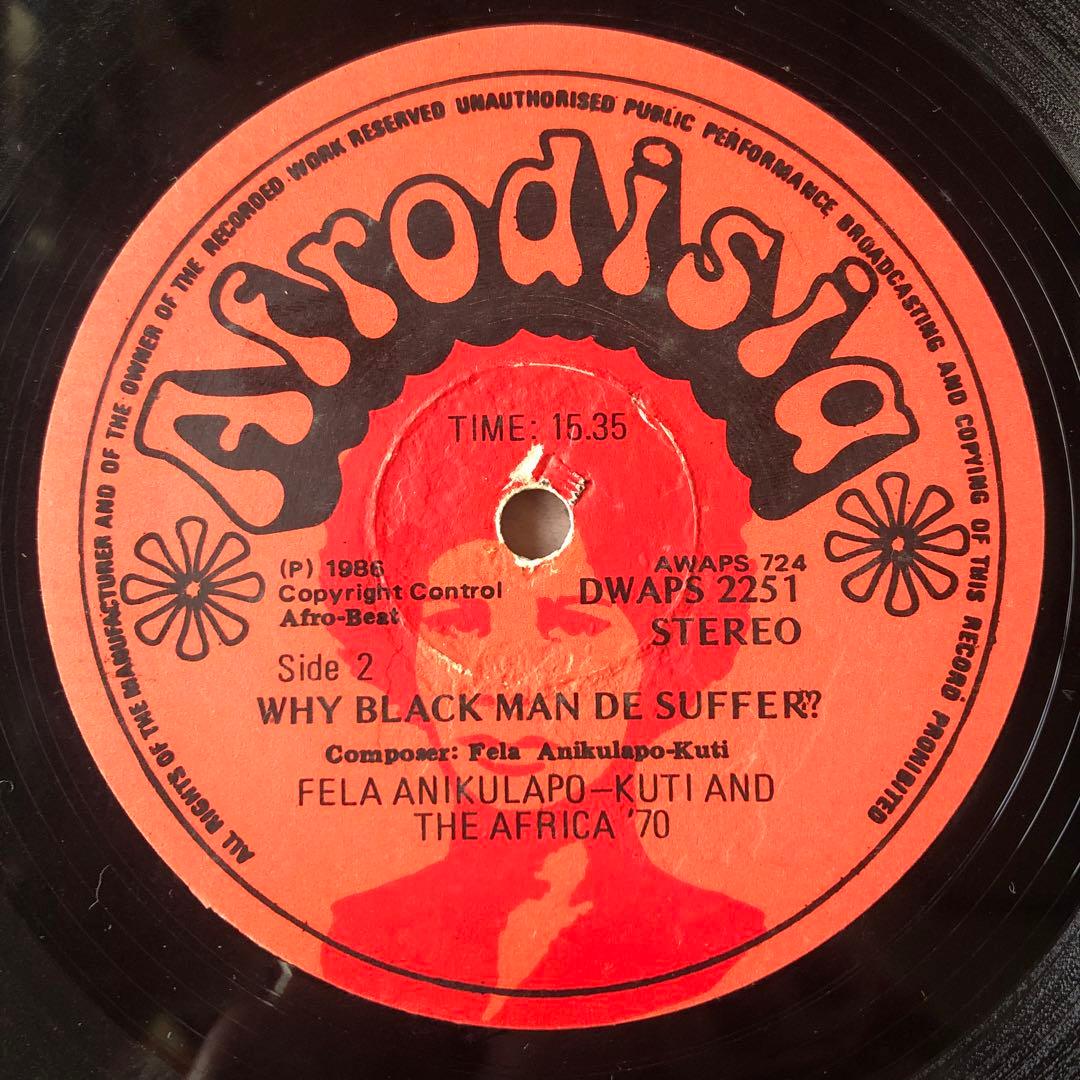 ALL RIGHTS OF THE MANUFACTURER AND OF THE OWNER OF THE RECORDED WORK RESERVED UNAUTHORISED PUBLIC PERFORMANCE BROADCASTING AND COPYING OF THIS RECORD PROHIBITED
Arodisia
TIME: 15.35
(P) 1986
Copyright Control
Afro-Beat
AWAPS 724
DWAPS 2251
STEREO
Side 2
WHY BLACK MAN DE SUFFER??
Composer: Fela Anikulapo-Kuti
FELA ANIKULAPO-KUTI AND
THE AFRICA '70